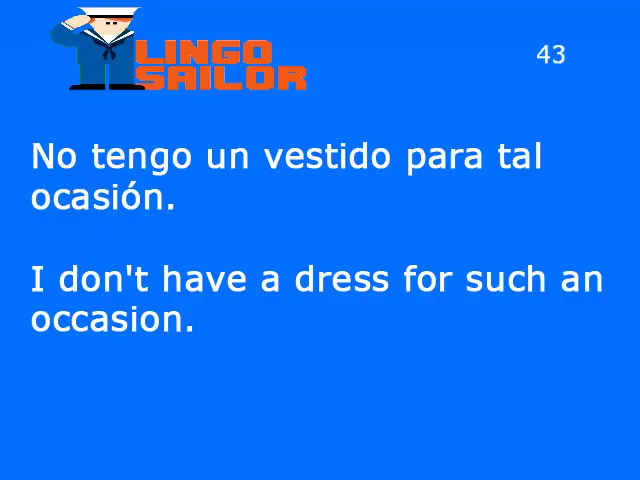 LINGO
SAILOR
43
No tengo un vestido para tal
ocasión.
I don't have a dress for such an
occasion.